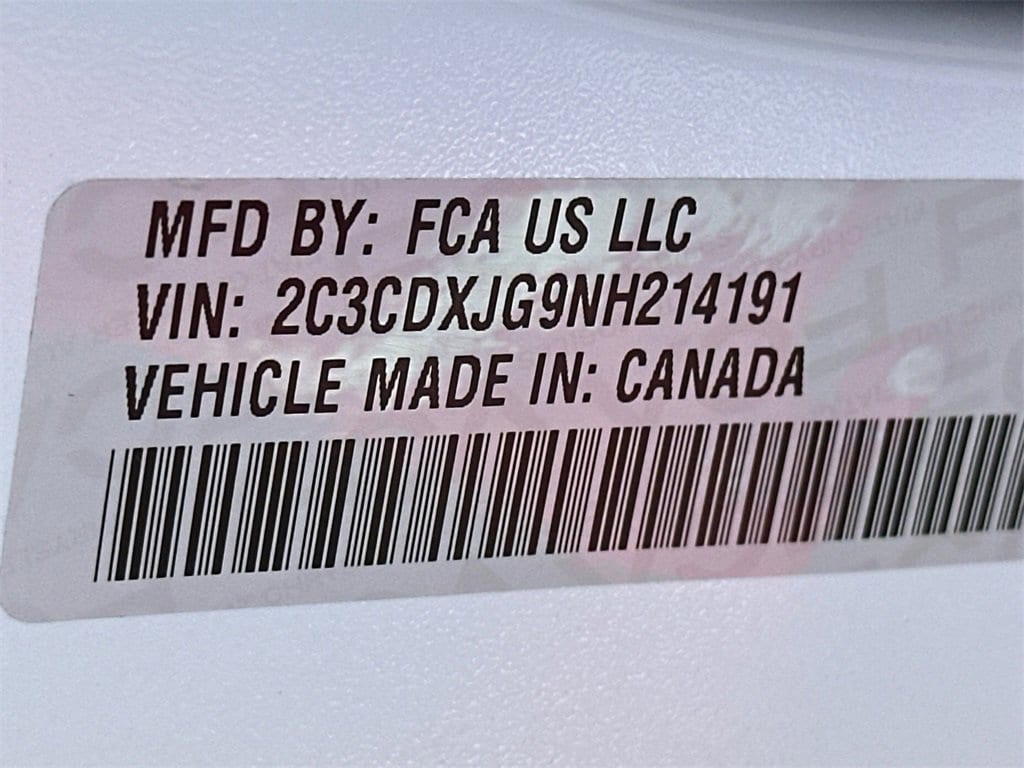 MFD BY: FCA US LLC
VIN: 2C3CDXJG9NH214191
VEHICLE MADE IN: CANADA